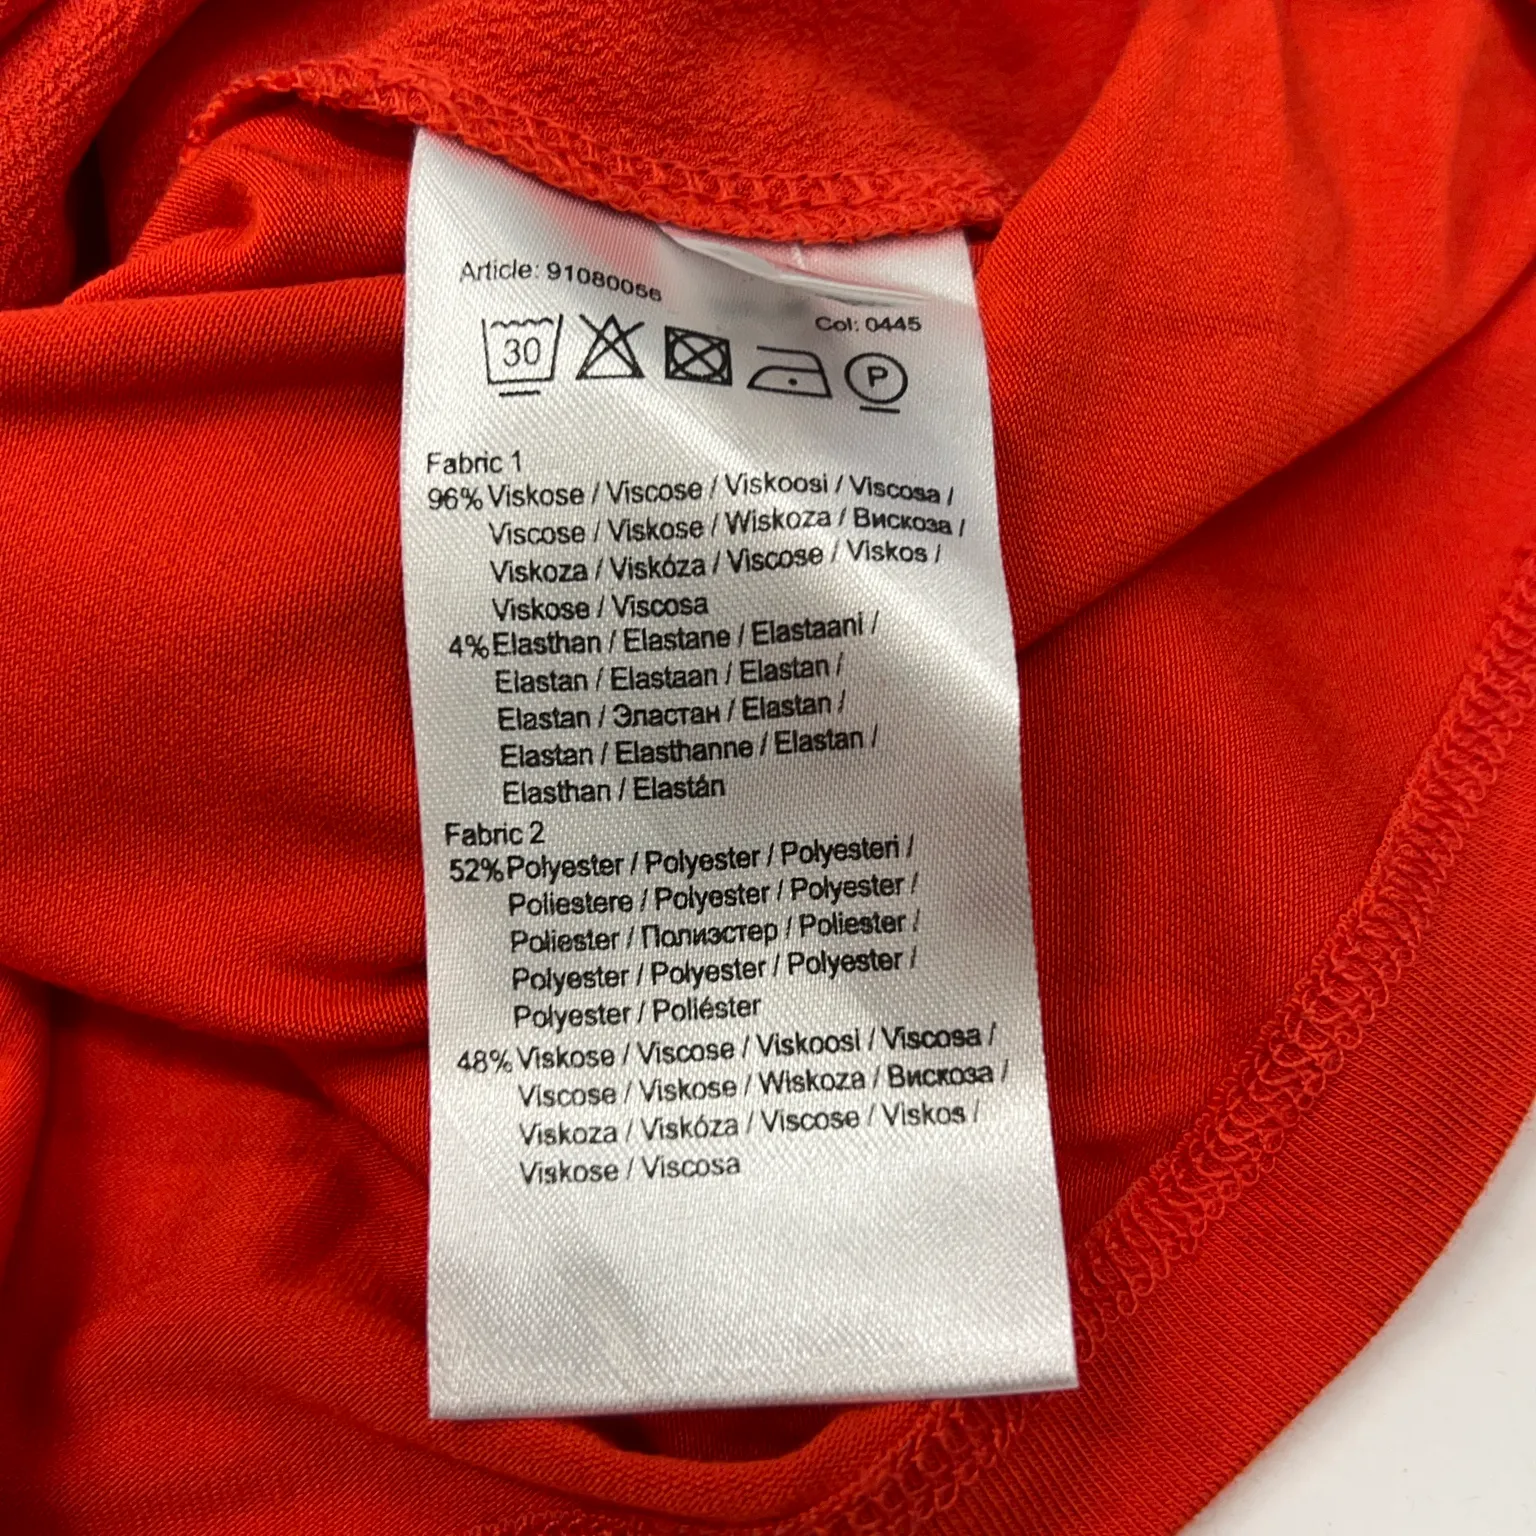 Article: 91080056
Col: 0445
30
P
Fabric 1
96% Viskose / Viscose / Viskoosi / Viscosa /
Viscose / Viskose / Wiskoza / Вискоза /
Viskoza / Viskóza / Viscose / Viskos /
Viskose / Viscosa
4% Elasthan / Elastane / Elastaani /
Elastan / Elastaan / Elastan /
Elastan / Эластан / Elastan /
Elastan / Elasthanne / Elastan /
Elasthan / Elastán
Fabric 2
52% Polyester / Polyester / Polyesteri /
Poliestere / Polyester / Polyester /
Poliester / Полиэстер / Poliester /
Polyester / Polyester / Polyester /
Polyester / Poliéster
48% Viskose / Viscose / Viskoosi / Viscosa /
Viscose / Viskose / Wiskoza / Вискоза /
Viskoza / Viskóza / Viscose / Viskos /
Viskose / Viscosa